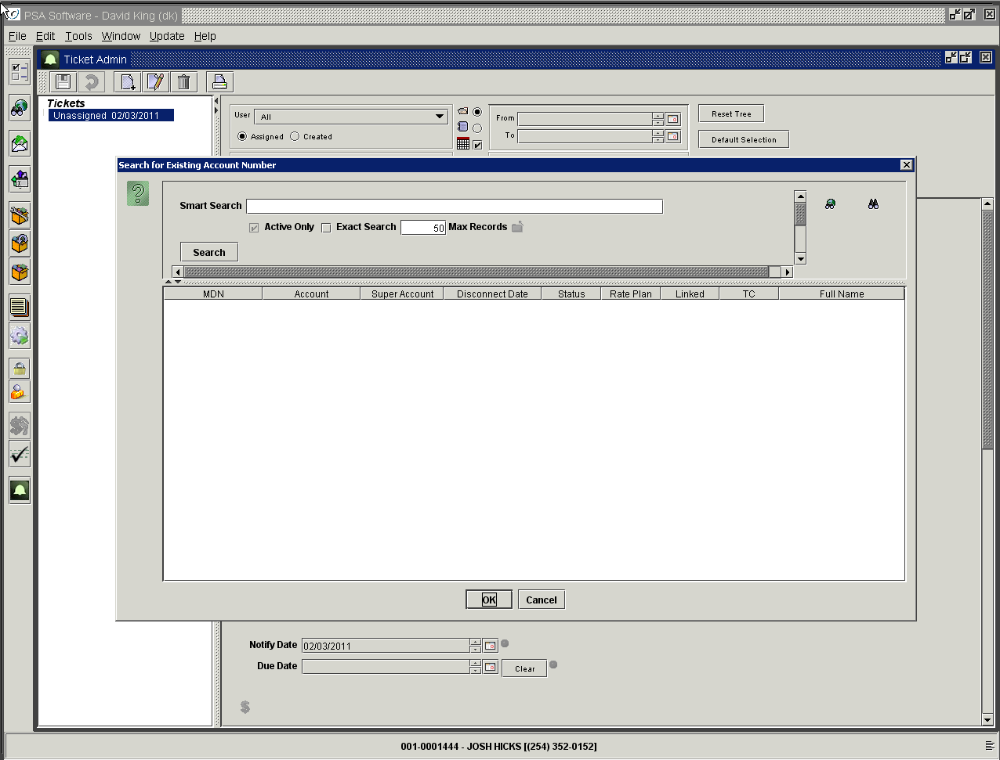 PSA Software - David King (dk)
File Edit Tools Window Update Help
Ticket Admin
Tickets
Unassigned 02/03/2011
User All
Assigned Created
From
To
Reset Tree
Default Selection
Search for Existing Account Number
Smart Search
Active Only Exact Search 50 Max Records
Search
MDN Account Super Account Disconnect Date Status Rate Plan Linked TC Full Name
OK Cancel
Notify Date 02/03/2011
Due Date Clear
001-0001444 - JOSH HICKS [(254) 352-0152]